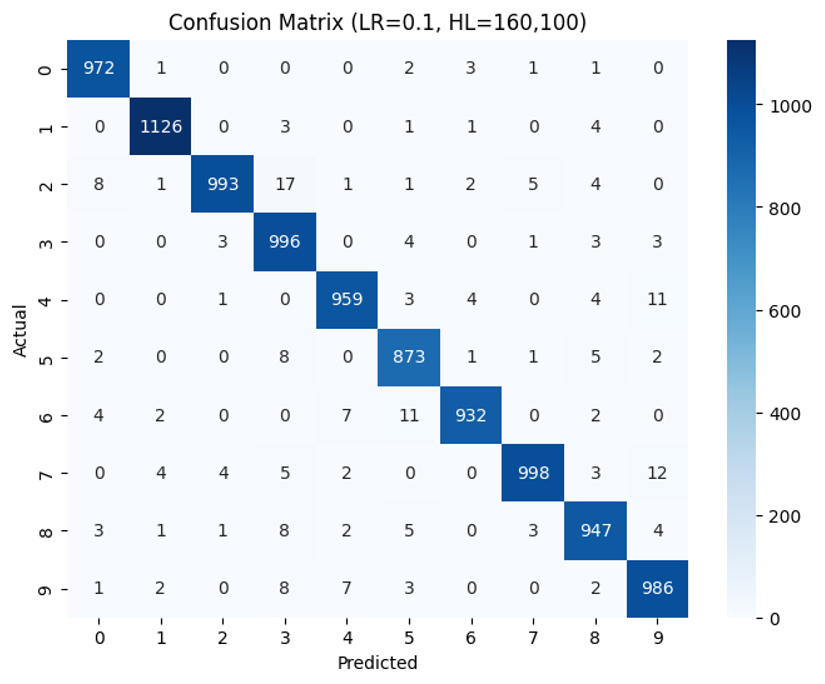 Confusion Matrix (LR=0.1, HL=160,100)
0 972 1 0 0 0 2 3 1 1 0
1 0 1126 0 3 0 1 1 0 4 0
2 8 1 993 17 1 1 2 5 4 0
3 0 0 3 996 0 4 0 1 3 3
4 0 0 1 0 959 3 4 0 4 11
5 2 0 0 8 0 873 1 1 5 2
6 4 2 0 0 7 11 932 0 2 0
7 0 4 4 5 2 0 0 998 3 12
8 3 1 1 8 2 5 0 3 947 4
9 1 2 0 8 7 3 0 0 2 986
0 1 2 3 4 5 6 7 8 9
Predicted
Actual
1000
800
600
400
200
0